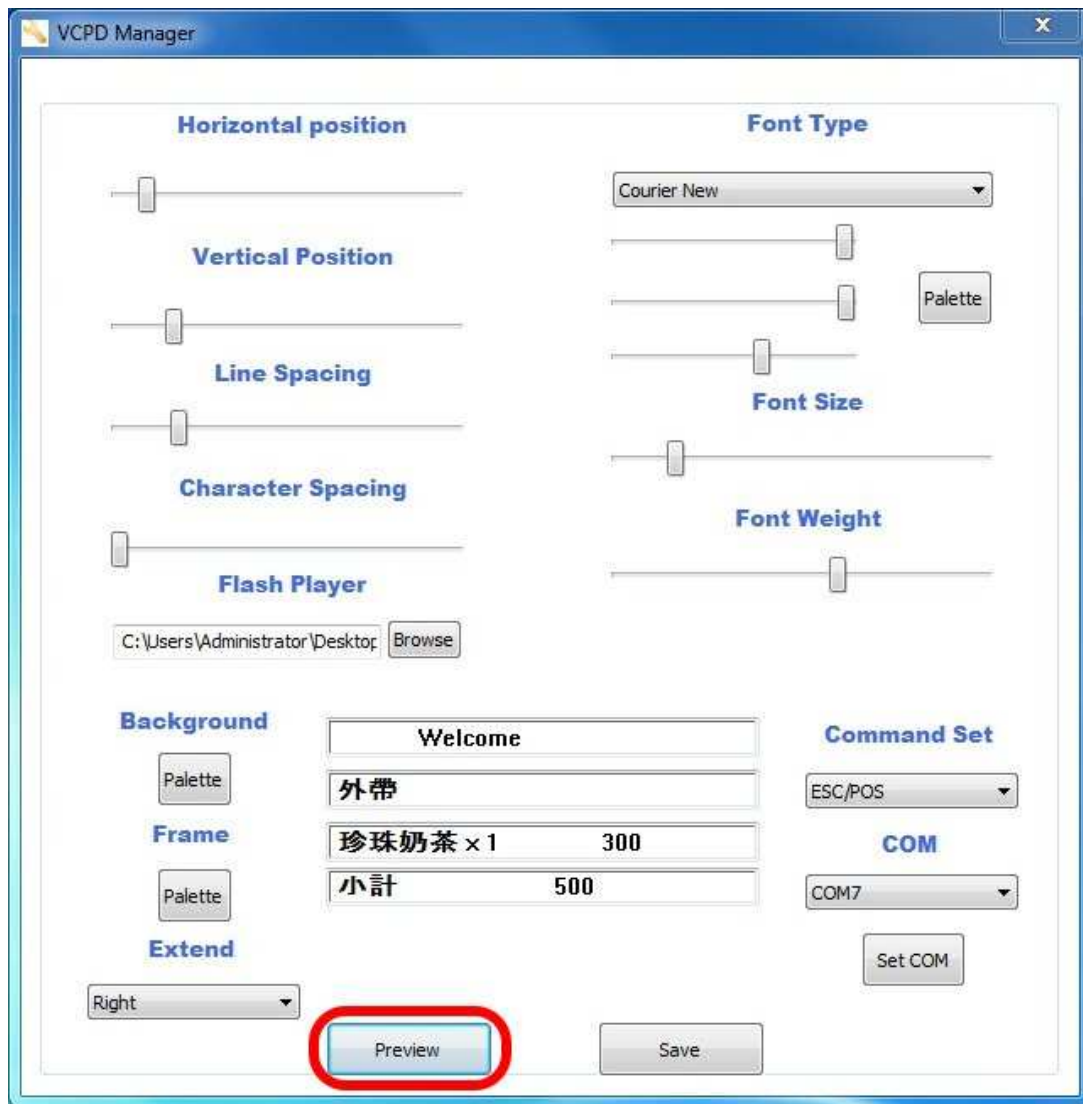 VCPD Manager
Horizontal position
Vertical Position
Line Spacing
Character Spacing
Flash Player
C:\Users\Administrator\Desktop
Browse
Font Type
Courier New
Palette
Font Size
Font Weight
Background
Palette
Frame
Palette
Extend
Right
Welcome
外帶
珍珠奶茶 x 1 300
小計 500
Command Set
ESC/POS
COM
COM7
Set COM
Preview
Save